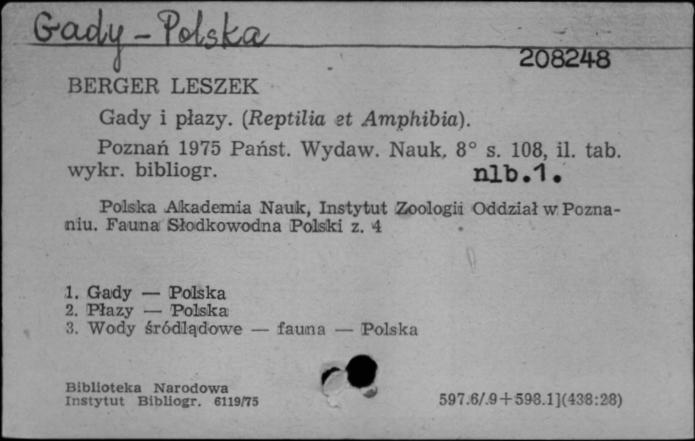 Gady – Polska
208248
BERGER LESZEK
Gady i płazy. (Reptilia et Amphibia).
Poznań 1975 Państ. Wydaw. Nauk. 8° s. 108, il. tab.
wykr. bibliogr. nlb.1.
Polska Akademia Nauk, Instytut Zoologii Oddział w Pozna-
niu. Fauna Słodkowodna Polski z. 4
1. Gady — Polska
2. Płazy — Polska
3. Wody śródlądowe — fauna — Polska
Biblioteka Narodowa
Instytut Bibliogr. 6119/75
597.6/.9+598.1](438:28)